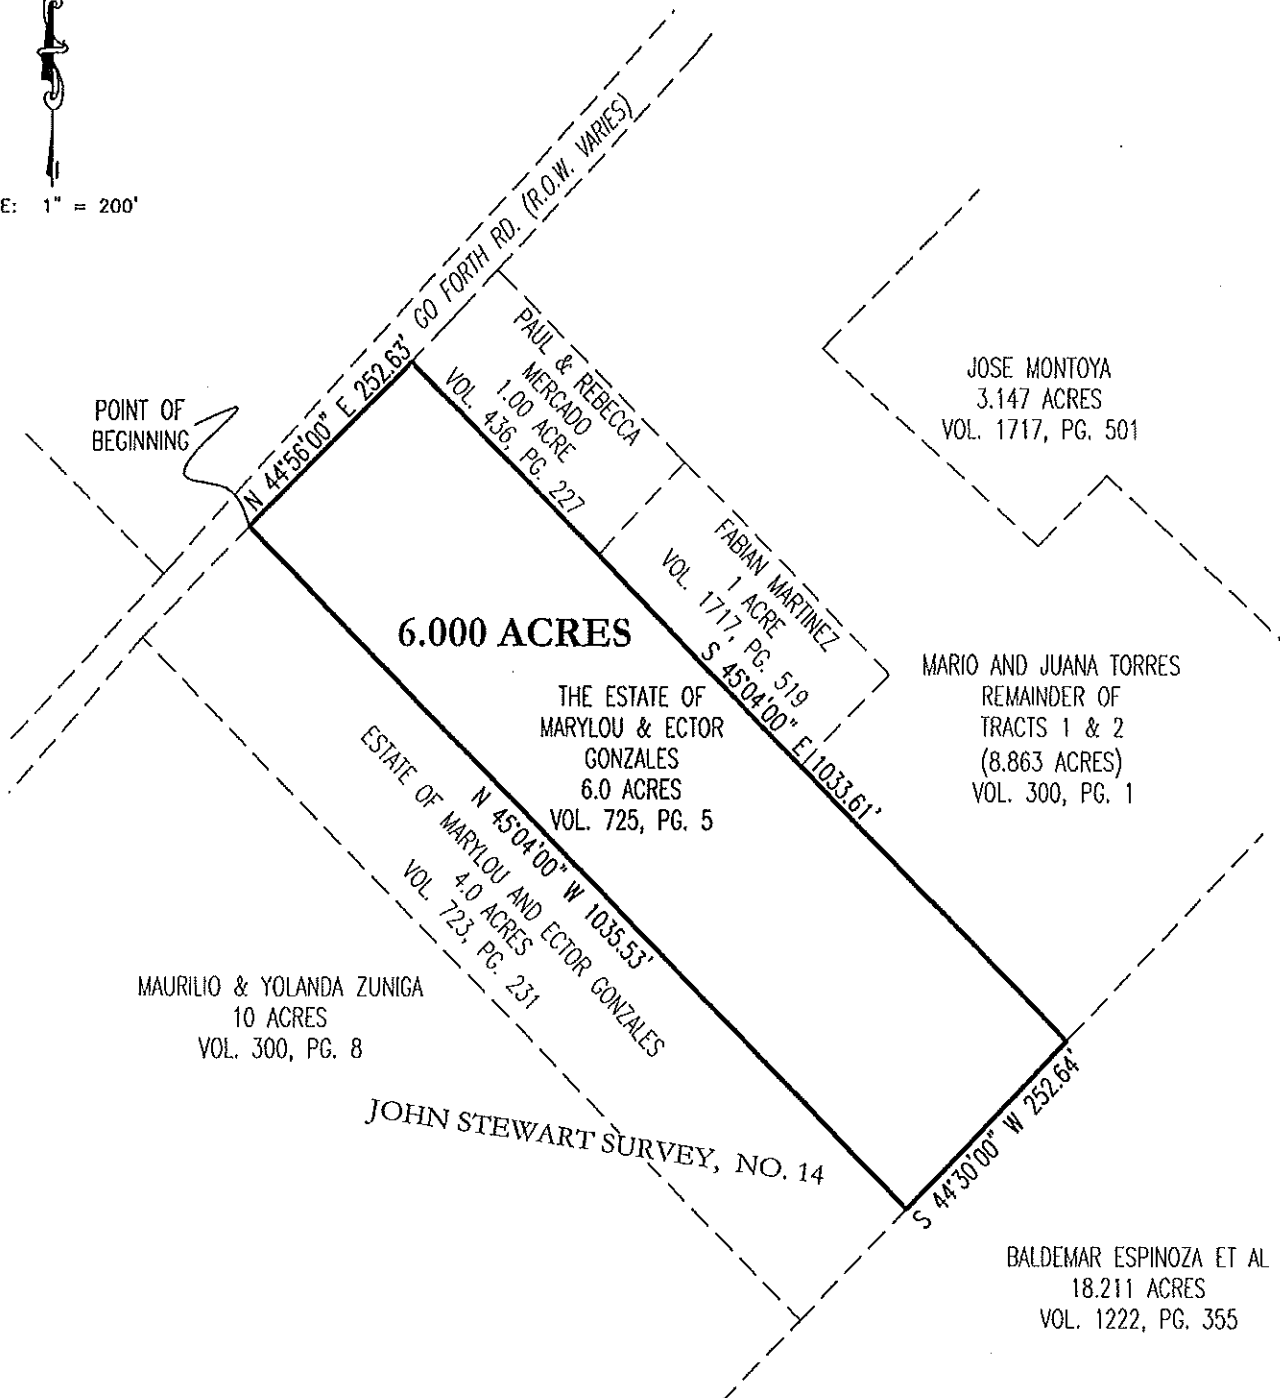 E: 1" = 200'
GO FORTH RD. (R.O.W. VARIES)
N 44°56'00" E 252.63'
POINT OF
BEGINNING
PAUL & REBECCA
MERCADO
1.00 ACRE
VOL. 436, PG. 227
JOSE MONTOYA
3.147 ACRES
VOL. 1717, PG. 501
FABIAN MARTINEZ
1 ACRE
VOL. 1717, PG. 519
S 45°04'00" E 1033.61'
6.000 ACRES
THE ESTATE OF
MARYLOU & ECTOR
GONZALES
6.0 ACRES
VOL. 725, PG. 5
MARIO AND JUANA TORRES
REMAINDER OF
TRACTS 1 & 2
(8.863 ACRES)
VOL. 300, PG. 1
N 45°04'00" W 1035.53'
ESTATE OF MARYLOU AND ECTOR GONZALES
4.0 ACRES
VOL. 723, PG. 231
MAURILIO & YOLANDA ZUNIGA
10 ACRES
VOL. 300, PG. 8
JOHN STEWART SURVEY, NO. 14
S 44°30'00" W 252.64'
BALDEMAR ESPINOZA ET AL
18.211 ACRES
VOL. 1222, PG. 355